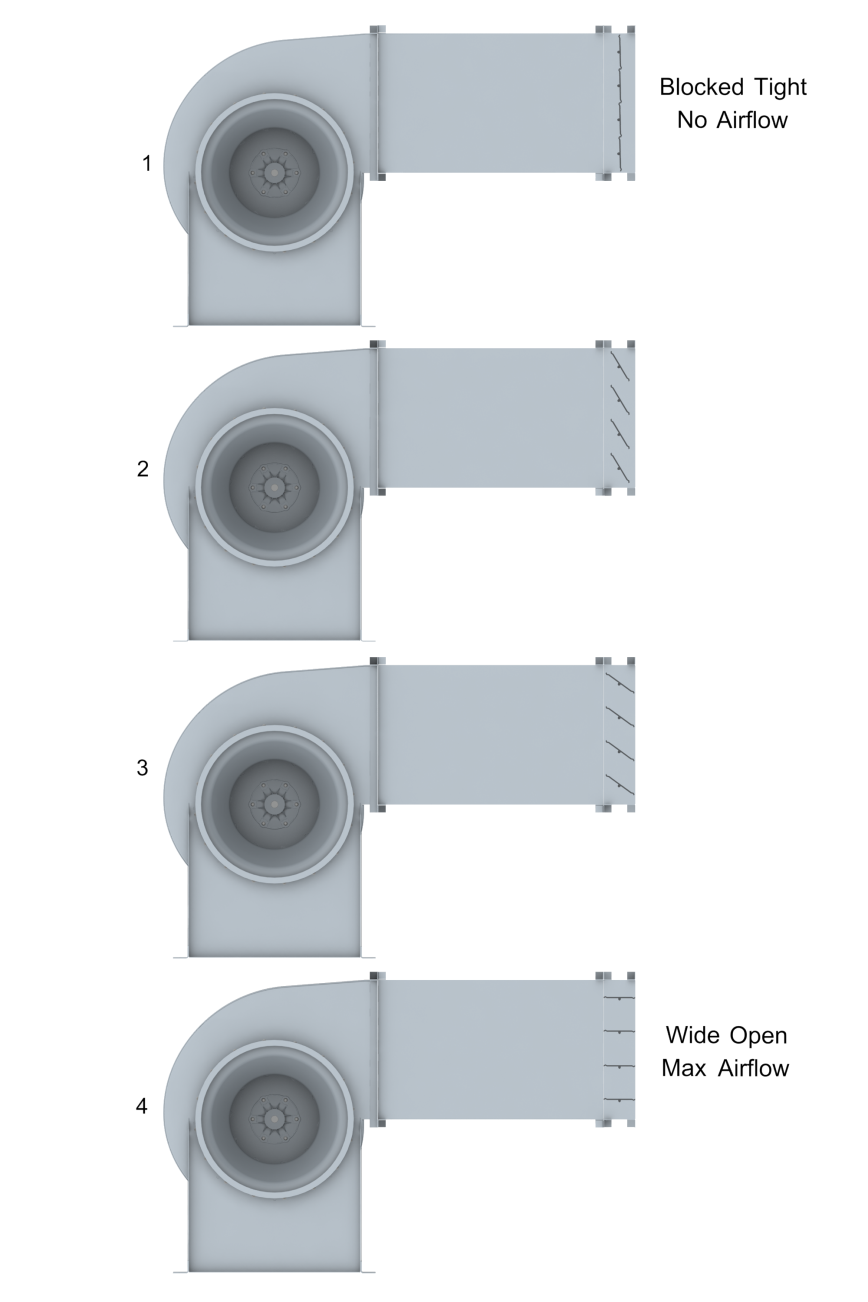 Blocked Tight
No Airflow
1
2
3
Wide Open
Max Airflow
4